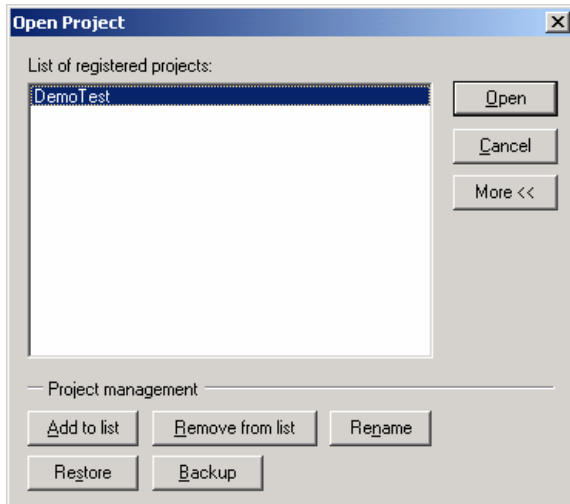 Open Project
List of registered projects:
DemoTest
Open
Cancel
More <<
Project management
Add to list Remove from list Rename
Restore Backup